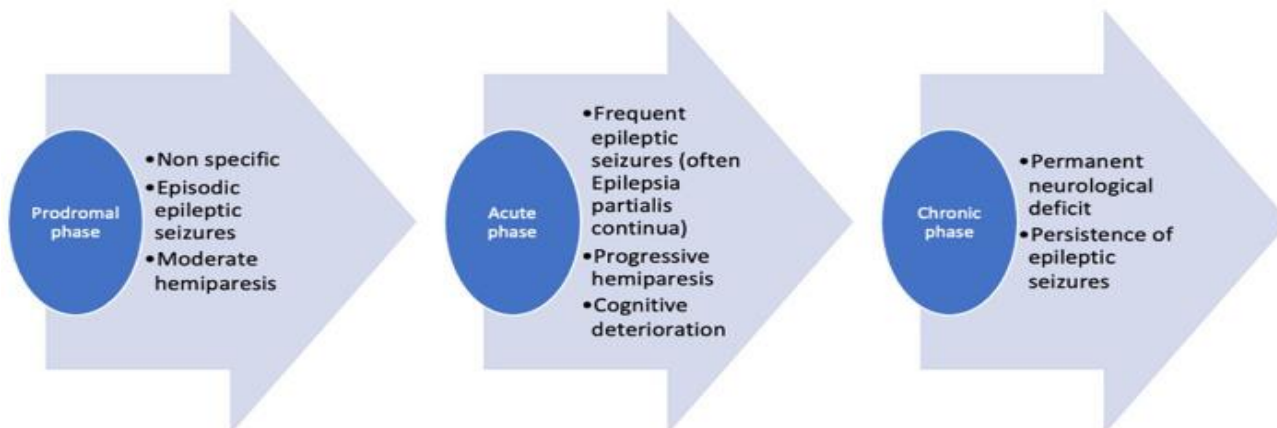 Prodromal
phase
•Non specific
•Episodic
epileptic
seizures
•Moderate
hemiparesis
Acute
phase
•Frequent
epileptic
seizures (often
Epilepsia
partialis
continua)
•Progressive
hemiparesis
•Cognitive
deterioration
Chronic
phase
•Permanent
neurological
deficit
•Persistence of
epileptic
seizures